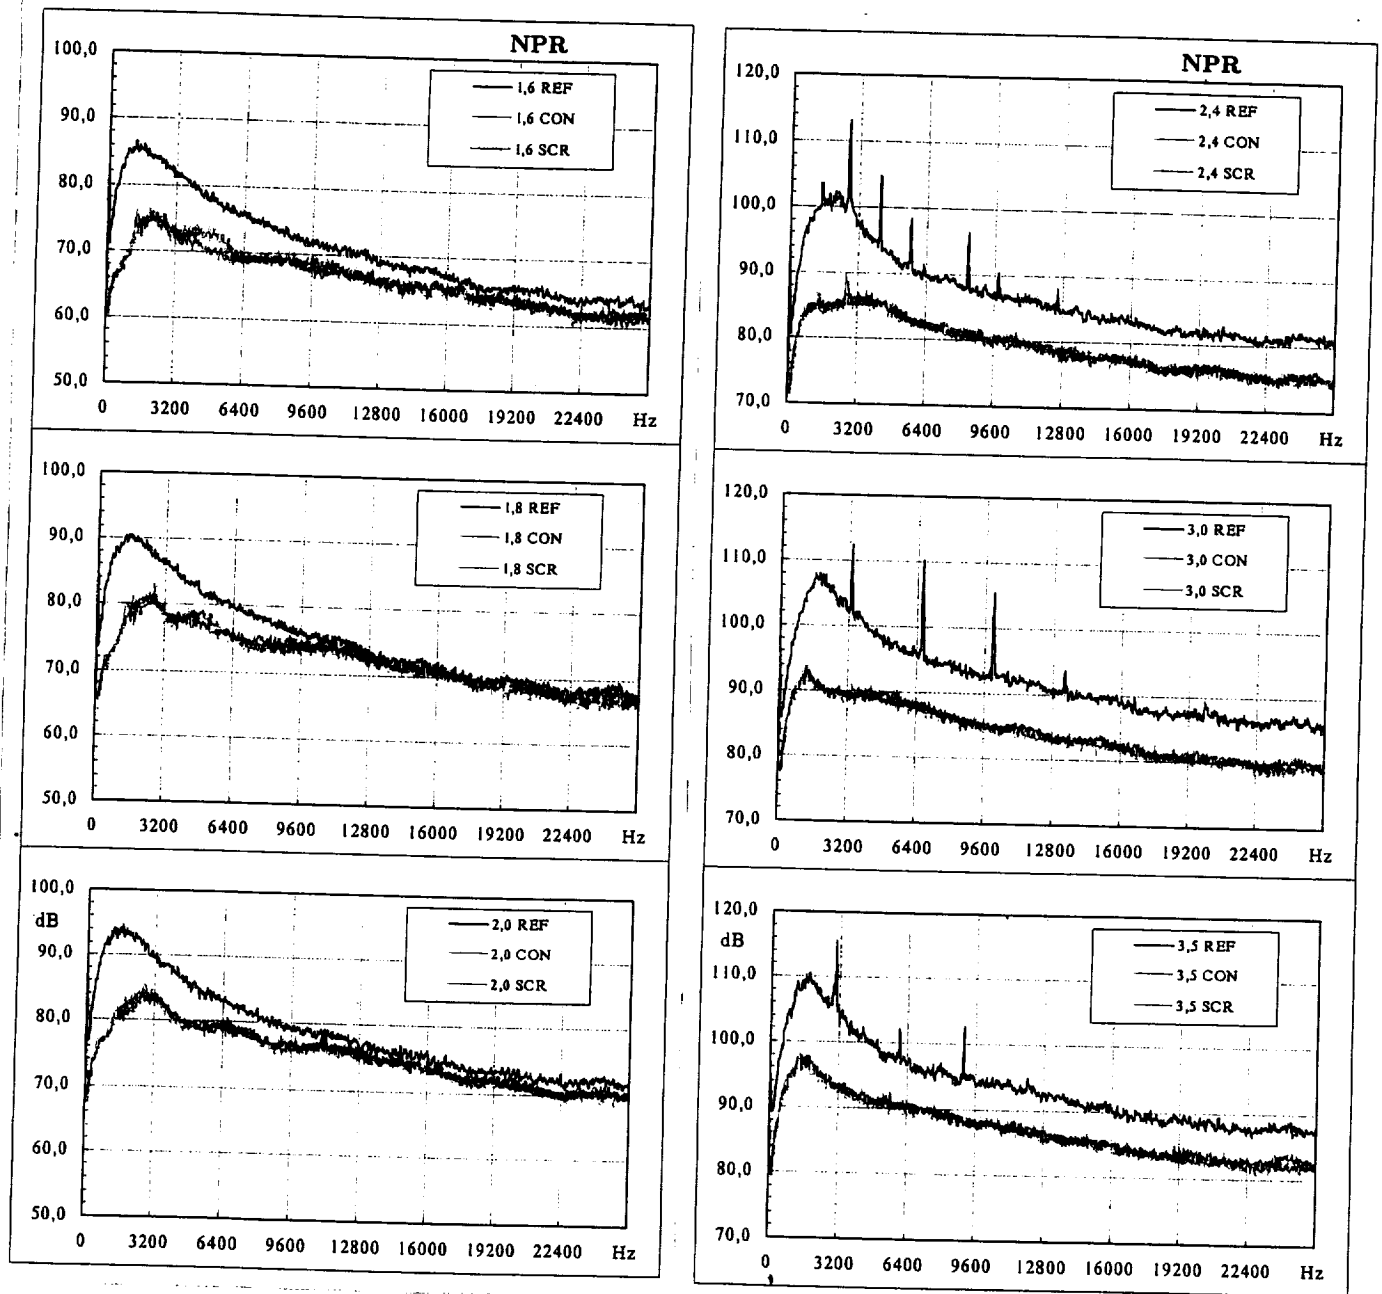 NPR
100,0
90,0
80,0
70,0
60,0
50,0
1,6 REF
1,6 CON
1,6 SCR
0 3200 6400 9600 12800 16000 19200 22400 Hz
100,0
90,0
80,0
70,0
60,0
50,0
1,8 REF
1,8 CON
1,8 SCR
0 3200 6400 9600 12800 16000 19200 22400 Hz
100,0
dB
90,0
80,0
70,0
60,0
50,0
2,0 REF
2,0 CON
2,0 SCR
0 3200 6400 9600 12800 16000 19200 22400 Hz
NPR
120,0
110,0
100,0
90,0
80,0
70,0
2,4 REF
2,4 CON
2,4 SCR
0 3200 6400 9600 12800 16000 19200 22400 Hz
120,0
110,0
100,0
90,0
80,0
70,0
3,0 REF
3,0 CON
3,0 SCR
0 3200 6400 9600 12800 16000 19200 22400 Hz
120,0
dB
110,0
100,0
90,0
80,0
70,0
3,5 REF
3,5 CON
3,5 SCR
0 3200 6400 9600 12800 16000 19200 22400 Hz